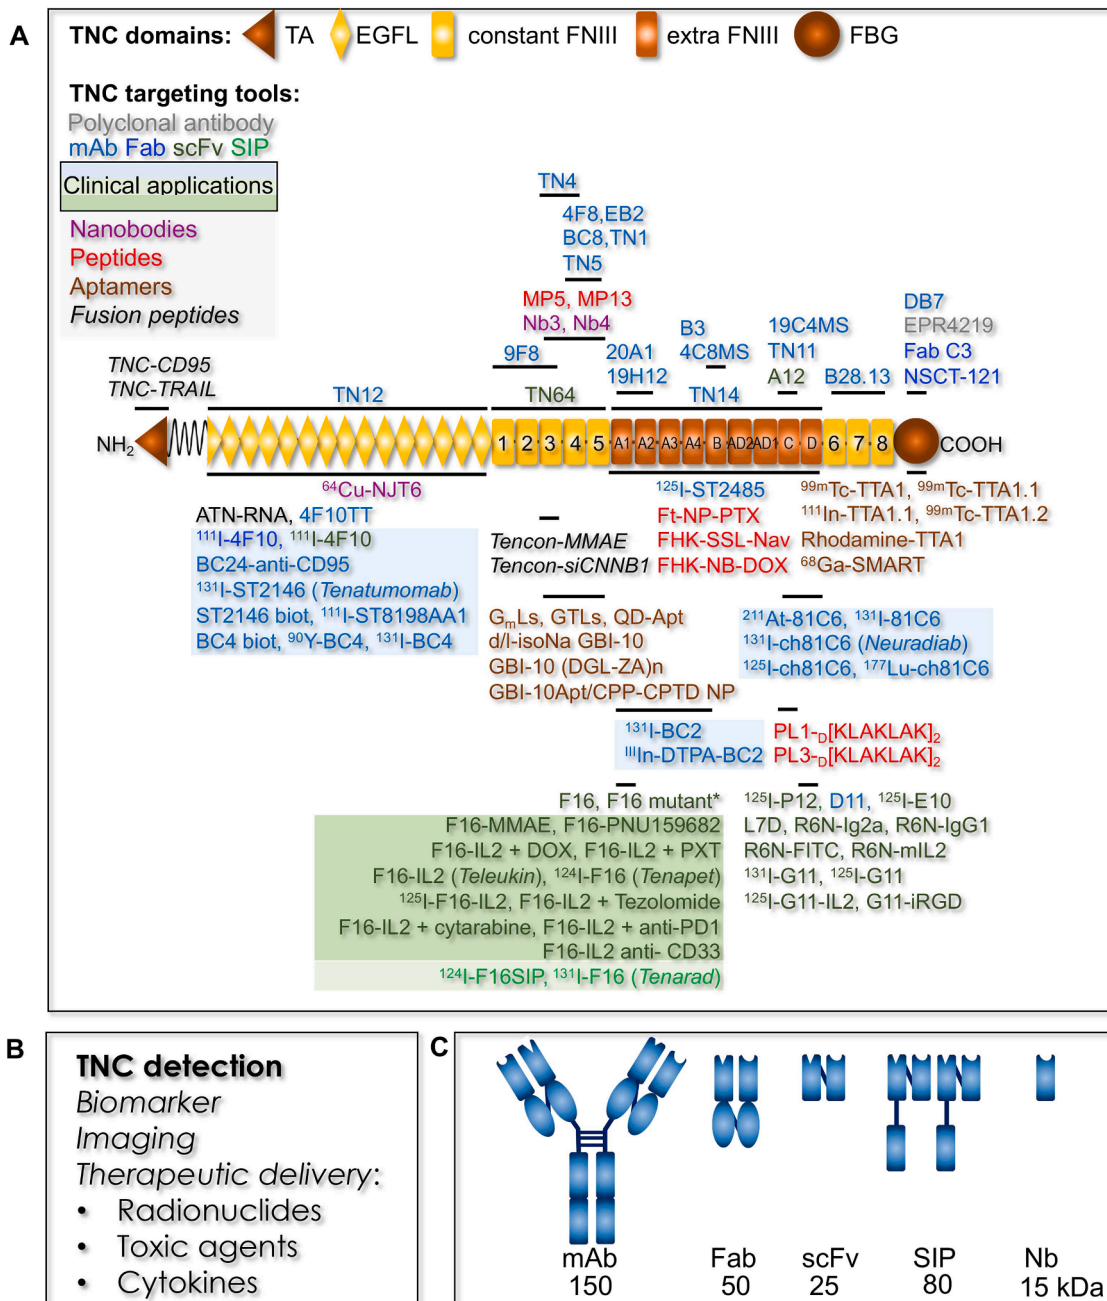 A
TNC domains: TA EGFL constant FNIII extra FNIII FBG
TNC targeting tools:
Polyclonal antibody
mAb Fab scFv SIP
Clinical applications
Nanobodies
Peptides
Aptamers
Fusion peptides
TN4
4F8,EB2
BC8,TN1
TN5
MP5, MP13
Nb3, Nb4
9F8
20A1
19H12
B3
4C8MS
19C4MS
TN11
A12
B28.13
DB7
EPR4219
Fab C3
NSCT-121
TNC-CD95
TNC-TRAIL
TN12
TN64
TN14
NH2
1 2 3 4 5 A1 A2 A3 A4 B AD2 AD1 C D 6 7 8
COOH
64Cu-NJT6
ATN-RNA, 4F10TT
111I-4F10, 111I-4F10
BC24-anti-CD95
131I-ST2146 (Tenatumomab)
ST2146 biot, 111I-ST8198AA1
BC4 biot, 90Y-BC4, 131I-BC4
Tencon-MMAE
Tencon-siCNNB1
125I-ST2485
Ft-NP-PTX
FHK-SSL-Nav
FHK-NB-DOX
99mTc-TTA1, 99mTc-TTA1.1
111In-TTA1.1, 99mTc-TTA1.2
Rhodamine-TTA1
68Ga-SMART
GmLs, GTLs, QD-Apt
d/l-isoNa GBI-10
GBI-10 (DGL-ZA)n
GBI-10Apt/CPP-CPTD NP
211At-81C6, 131I-81C6
131I-ch81C6 (Neuradiab)
125I-ch81C6, 177Lu-ch81C6
131I-BC2
IIIIn-DTPA-BC2
PL1-D[KLAKLAK]2
PL3-D[KLAKLAK]2
F16, F16 mutant*
F16-MMAE, F16-PNU159682
F16-IL2 + DOX, F16-IL2 + PXT
F16-IL2 (Teleukin), 124I-F16 (Tenapet)
125I-F16-IL2, F16-IL2 + Tezolomide
F16-IL2 + cytarabine, F16-IL2 + anti-PD1
F16-IL2 anti- CD33
124I-F16SIP, 131I-F16 (Tenarad)
125I-P12, D11, 125I-E10
L7D, R6N-Ig2a, R6N-IgG1
R6N-FITC, R6N-mIL2
131I-G11, 125I-G11
125I-G11-IL2, G11-iRGD
B
TNC detection
Biomarker
Imaging
Therapeutic delivery:
• Radionuclides
• Toxic agents
• Cytokines
C
mAb Fab scFv SIP Nb
150 50 25 80 15 kDa